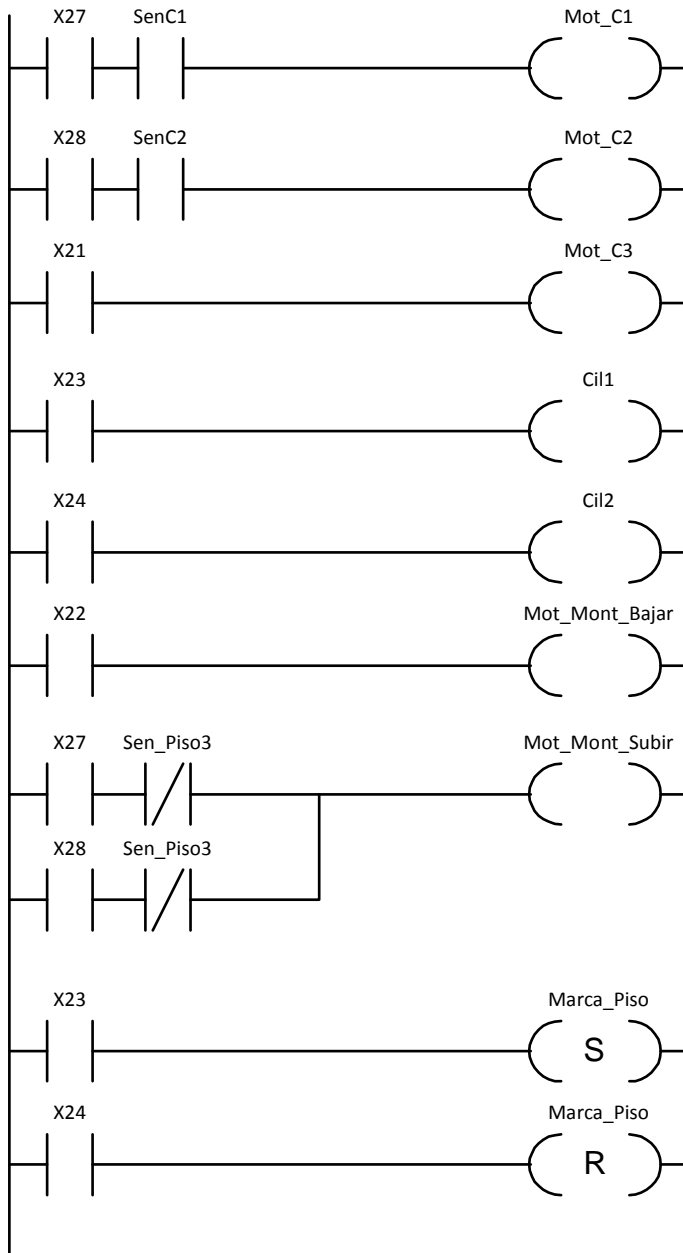 X27 SenC1 Mot_C1
X28 SenC2 Mot_C2
X21 Mot_C3
X23 Cil1
X24 Cil2
X22 Mot_Mont_Bajar
X27 Sen_Piso3 Mot_Mont_Subir
X28 Sen_Piso3
X23 Marca_Piso
S
X24 Marca_Piso
R